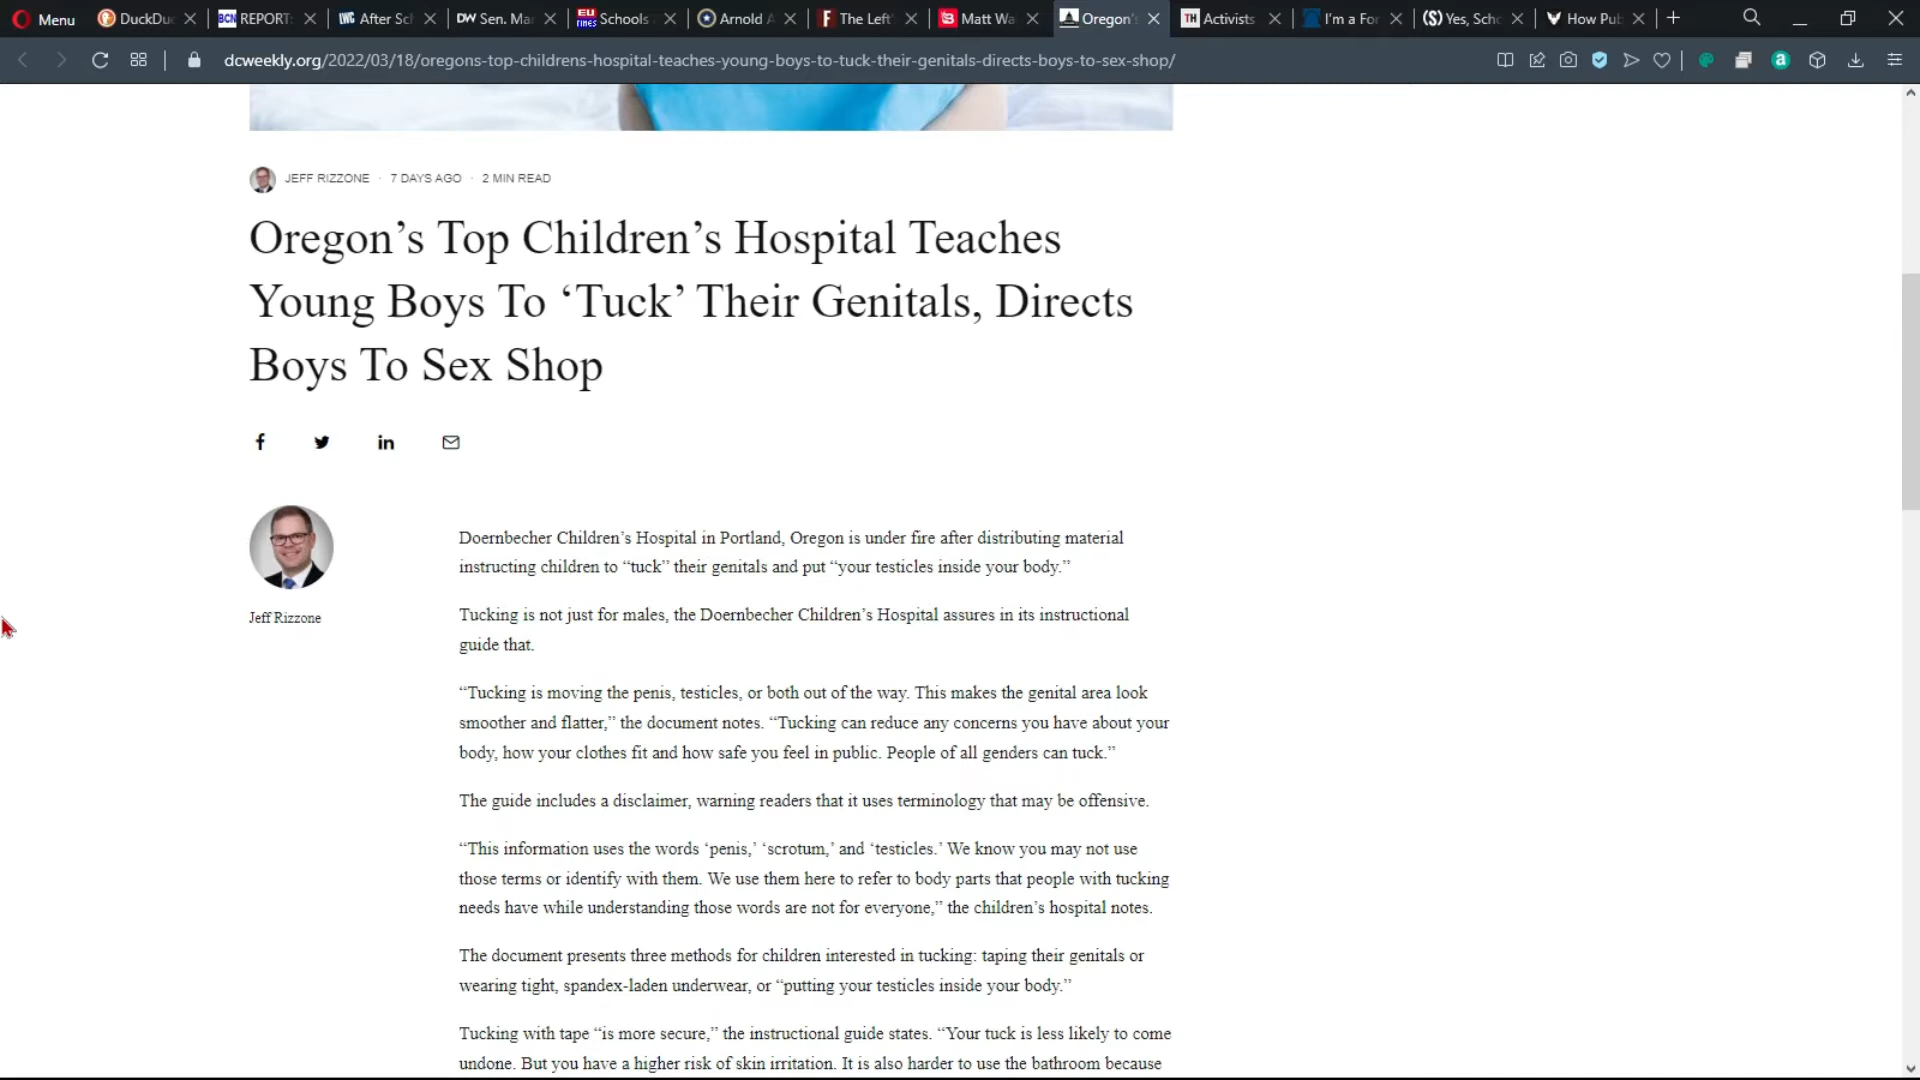 Menu
DuckDu
BCN REPORT:
IWC After Sch
DW Sen. Mar
EU TIMES Schools
Arnold A
F The Left'
B Matt Wa
Oregon'
TH Activists
I'm a For
(S) Yes, Scho
How Pub
dcweekly.org/2022/03/18/oregons-top-childrens-hospital-teaches-young-boys-to-tuck-their-genitals-directs-boys-to-sex-shop/
JEFF RIZZONE · 7 DAYS AGO · 2 MIN READ
Oregon’s Top Children’s Hospital Teaches
Young Boys To ‘Tuck’ Their Genitals, Directs
Boys To Sex Shop
Jeff Rizzone
Doernbecher Children’s Hospital in Portland, Oregon is under fire after distributing material
instructing children to “tuck” their genitals and put “your testicles inside your body.”
Tucking is not just for males, the Doernbecher Children’s Hospital assures in its instructional
guide that.
“Tucking is moving the penis, testicles, or both out of the way. This makes the genital area look
smoother and flatter,” the document notes. “Tucking can reduce any concerns you have about your
body, how your clothes fit and how safe you feel in public. People of all genders can tuck.”
The guide includes a disclaimer, warning readers that it uses terminology that may be offensive.
“This information uses the words ‘penis,’ ‘scrotum,’ and ‘testicles.’ We know you may not use
those terms or identify with them. We use them here to refer to body parts that people with tucking
needs have while understanding those words are not for everyone,” the children’s hospital notes.
The document presents three methods for children interested in tucking: taping their genitals or
wearing tight, spandex-laden underwear, or “putting your testicles inside your body.”
Tucking with tape “is more secure,” the instructional guide states. “Your tuck is less likely to come
undone. But you have a higher risk of skin irritation. It is also harder to use the bathroom because